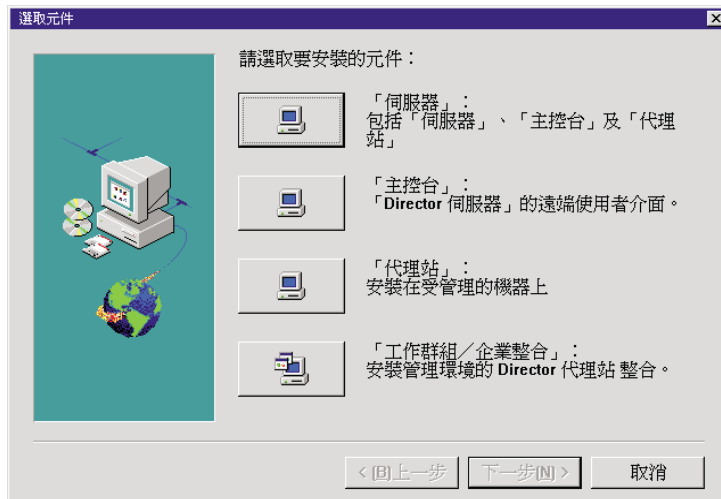 選取元件
請選取要安裝的元件：
「伺服器」：
包括「伺服器」、「主控台」及「代理
站」
「主控台」：
「Director 伺服器」的遠端使用者介面。
「代理站」：
安裝在受管理的機器上
「工作群組／企業整合」：
安裝管理環境的 Director 代理站 整合。
< (B)上一步
下一步(N) >
取消